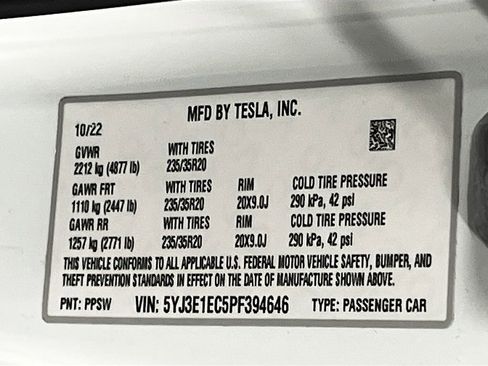 MFD BY TESLA, INC.
10/22
GVWR WITH TIRES
2212 kg (4877 lb) 235/35R20
GAWR FRT WITH TIRES RIM COLD TIRE PRESSURE
1110 kg (2447 lb) 235/35R20 20X9.0J 290 kPa, 42 psi
GAWR RR WITH TIRES RIM COLD TIRE PRESSURE
1257 kg (2771 lb) 235/35R20 20X9.0J 290 kPa, 42 psi
THIS VEHICLE CONFORMS TO ALL APPLICABLE U.S. FEDERAL MOTOR VEHICLE SAFETY, BUMPER, AND
THEFT PREVENTION STANDARDS IN EFFECT ON THE DATE OF MANUFACTURE SHOWN ABOVE.
PNT: PPSW VIN: 5YJ3E1EC5PF394646 TYPE: PASSENGER CAR